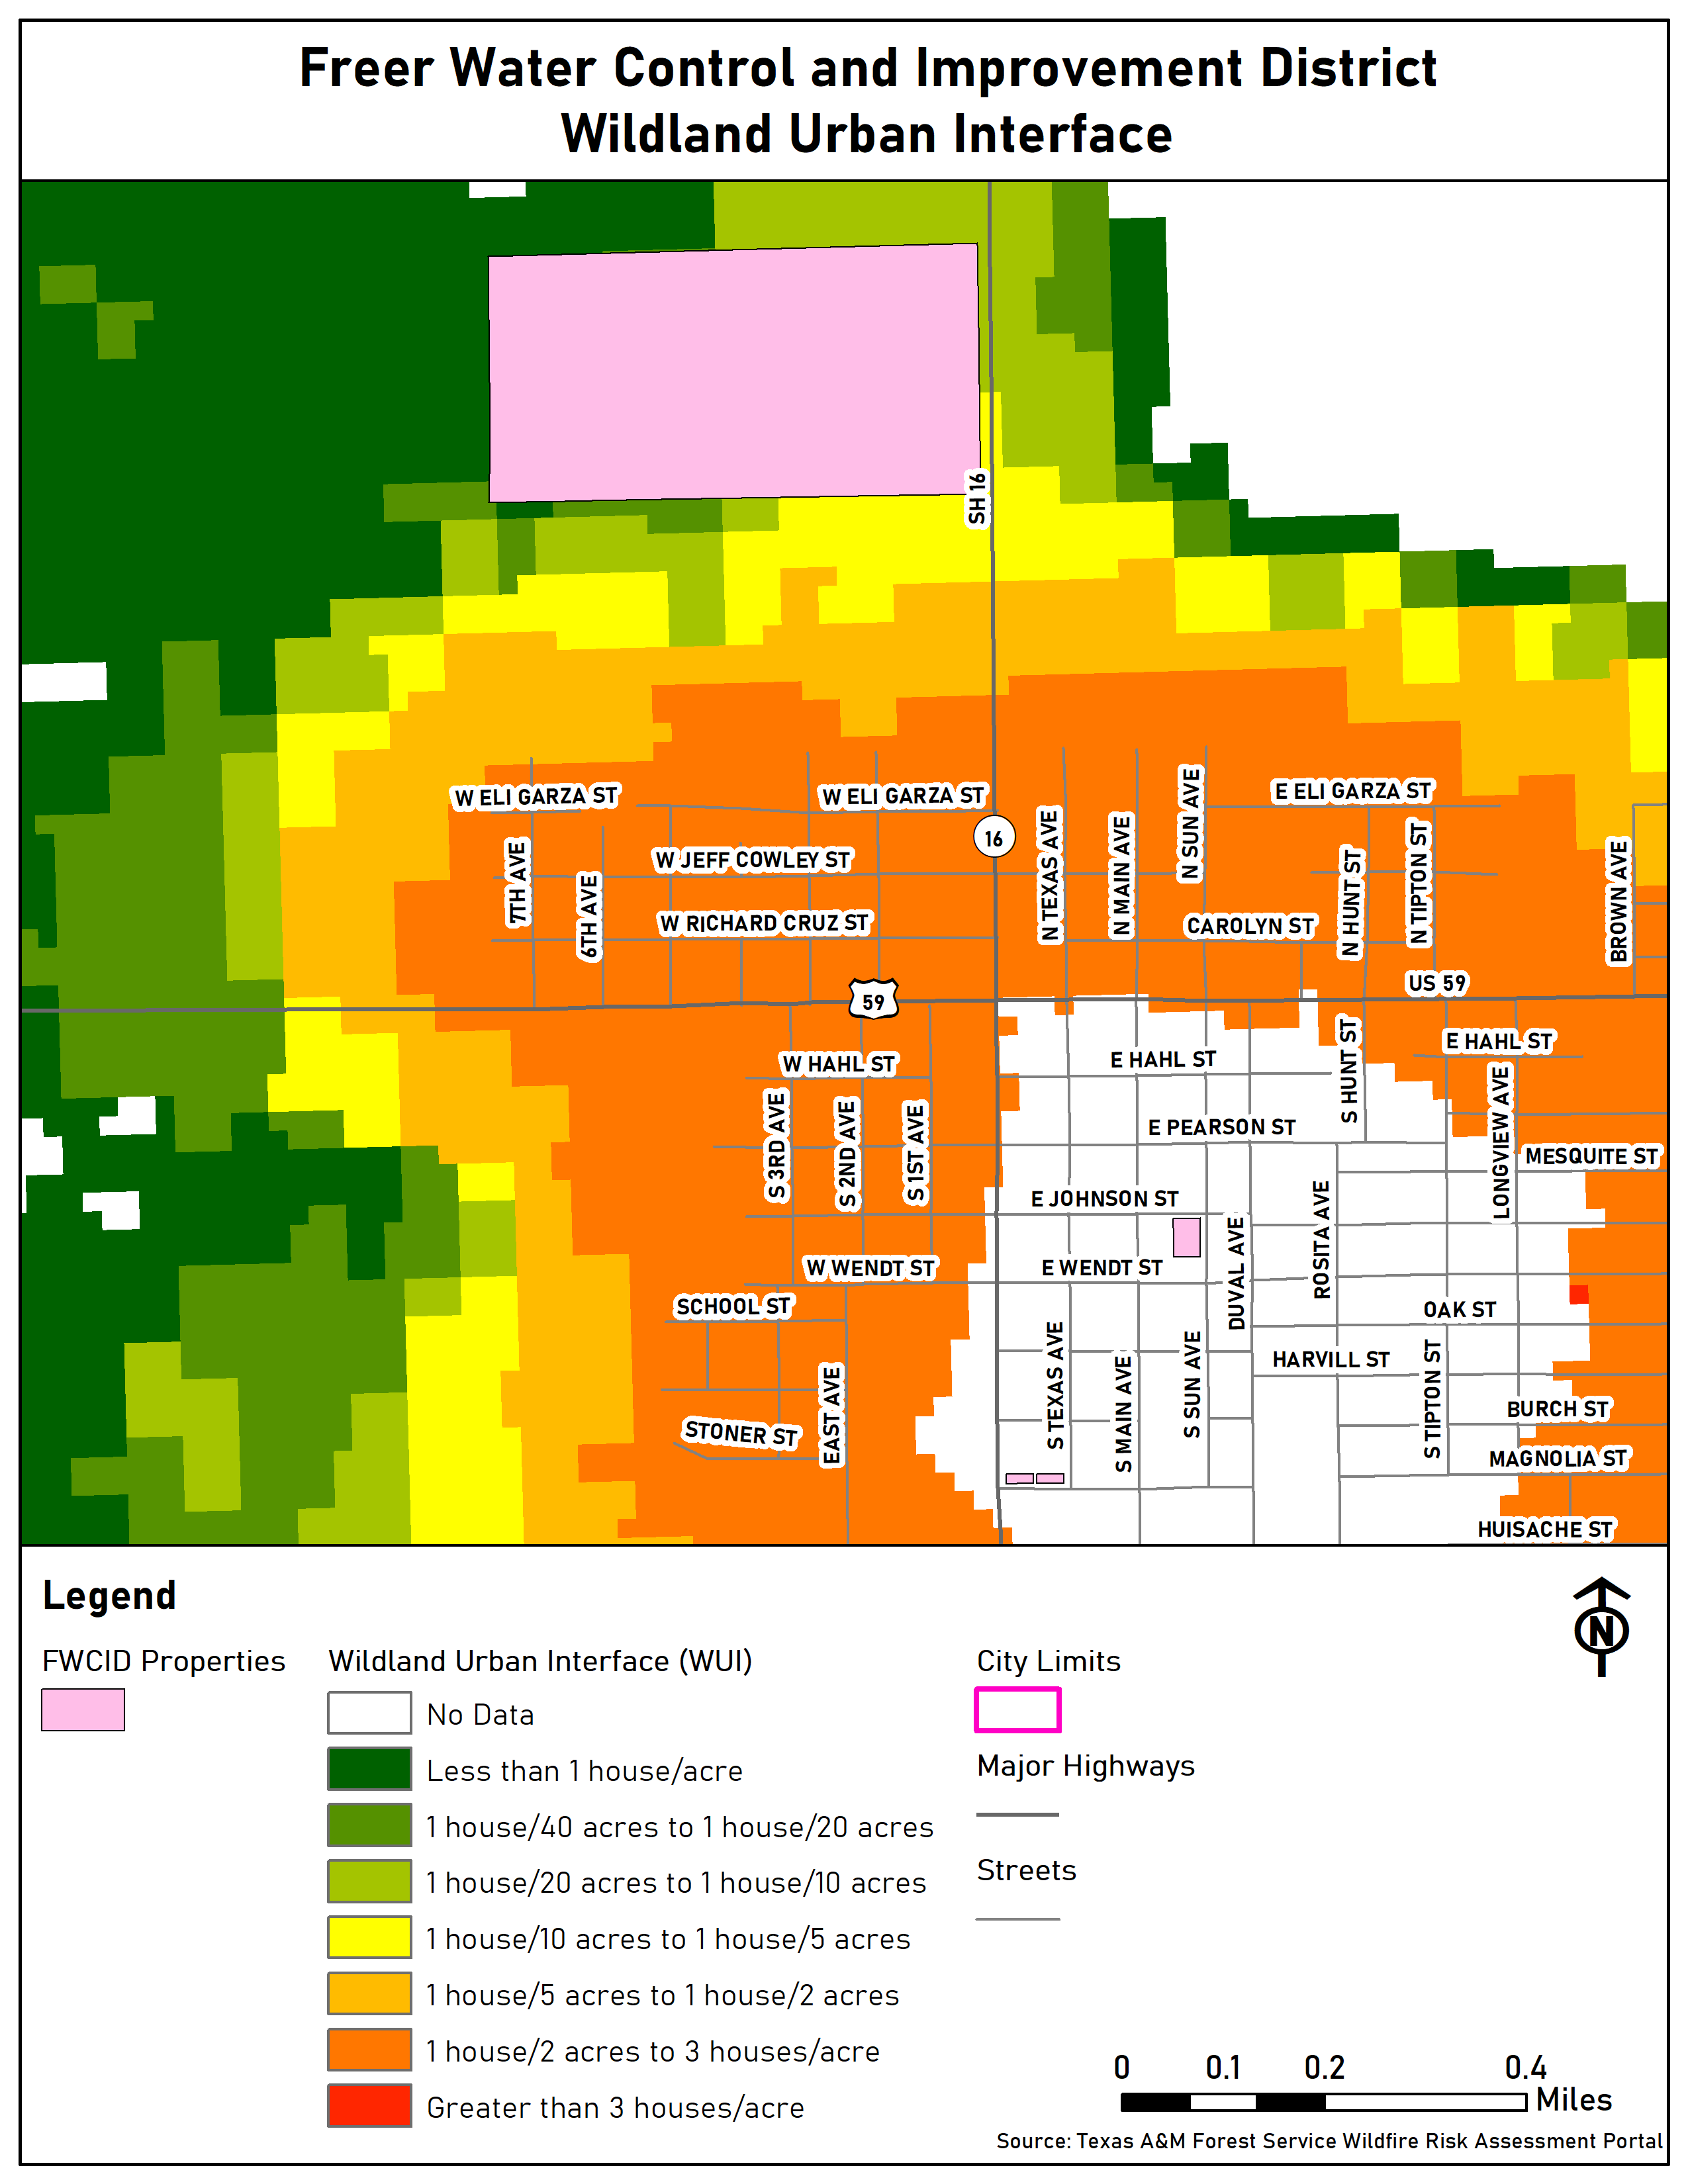 Freer Water Control and Improvement District
Wildland Urban Interface
SH 16
W ELI GARZA ST
W ELI GARZA ST
E ELI GARZA ST
16
7TH AVE
6TH AVE
W JEFF COWLEY ST
W RICHARD CRUZ ST
N TEXAS AVE
N MAIN AVE
N SUN AVE
CAROLYN ST
N HUNT ST
N TIPTON ST
BROWN AVE
US 59
59
W HAHL ST
E HAHL ST
E HAHL ST
S HUNT ST
S 3RD AVE
S 2ND AVE
S 1ST AVE
E PEARSON ST
LONGVIEW AVE
MESQUITE ST
E JOHNSON ST
DUVAL AVE
ROSITA AVE
W WENDT ST
E WENDT ST
SCHOOL ST
OAK ST
HARVILL ST
EAST AVE
S TEXAS AVE
S MAIN AVE
S SUN AVE
S TIPTON ST
BURCH ST
STONER ST
MAGNOLIA ST
HUISACHE ST
Legend
FWCID Properties
Wildland Urban Interface (WUI)
No Data
Less than 1 house/acre
1 house/40 acres to 1 house/20 acres
1 house/20 acres to 1 house/10 acres
1 house/10 acres to 1 house/5 acres
1 house/5 acres to 1 house/2 acres
1 house/2 acres to 3 houses/acre
Greater than 3 houses/acre
City Limits
Major Highways
Streets
N
0 0.1 0.2 0.4
Miles
Source: Texas A&M Forest Service Wildfire Risk Assessment Portal